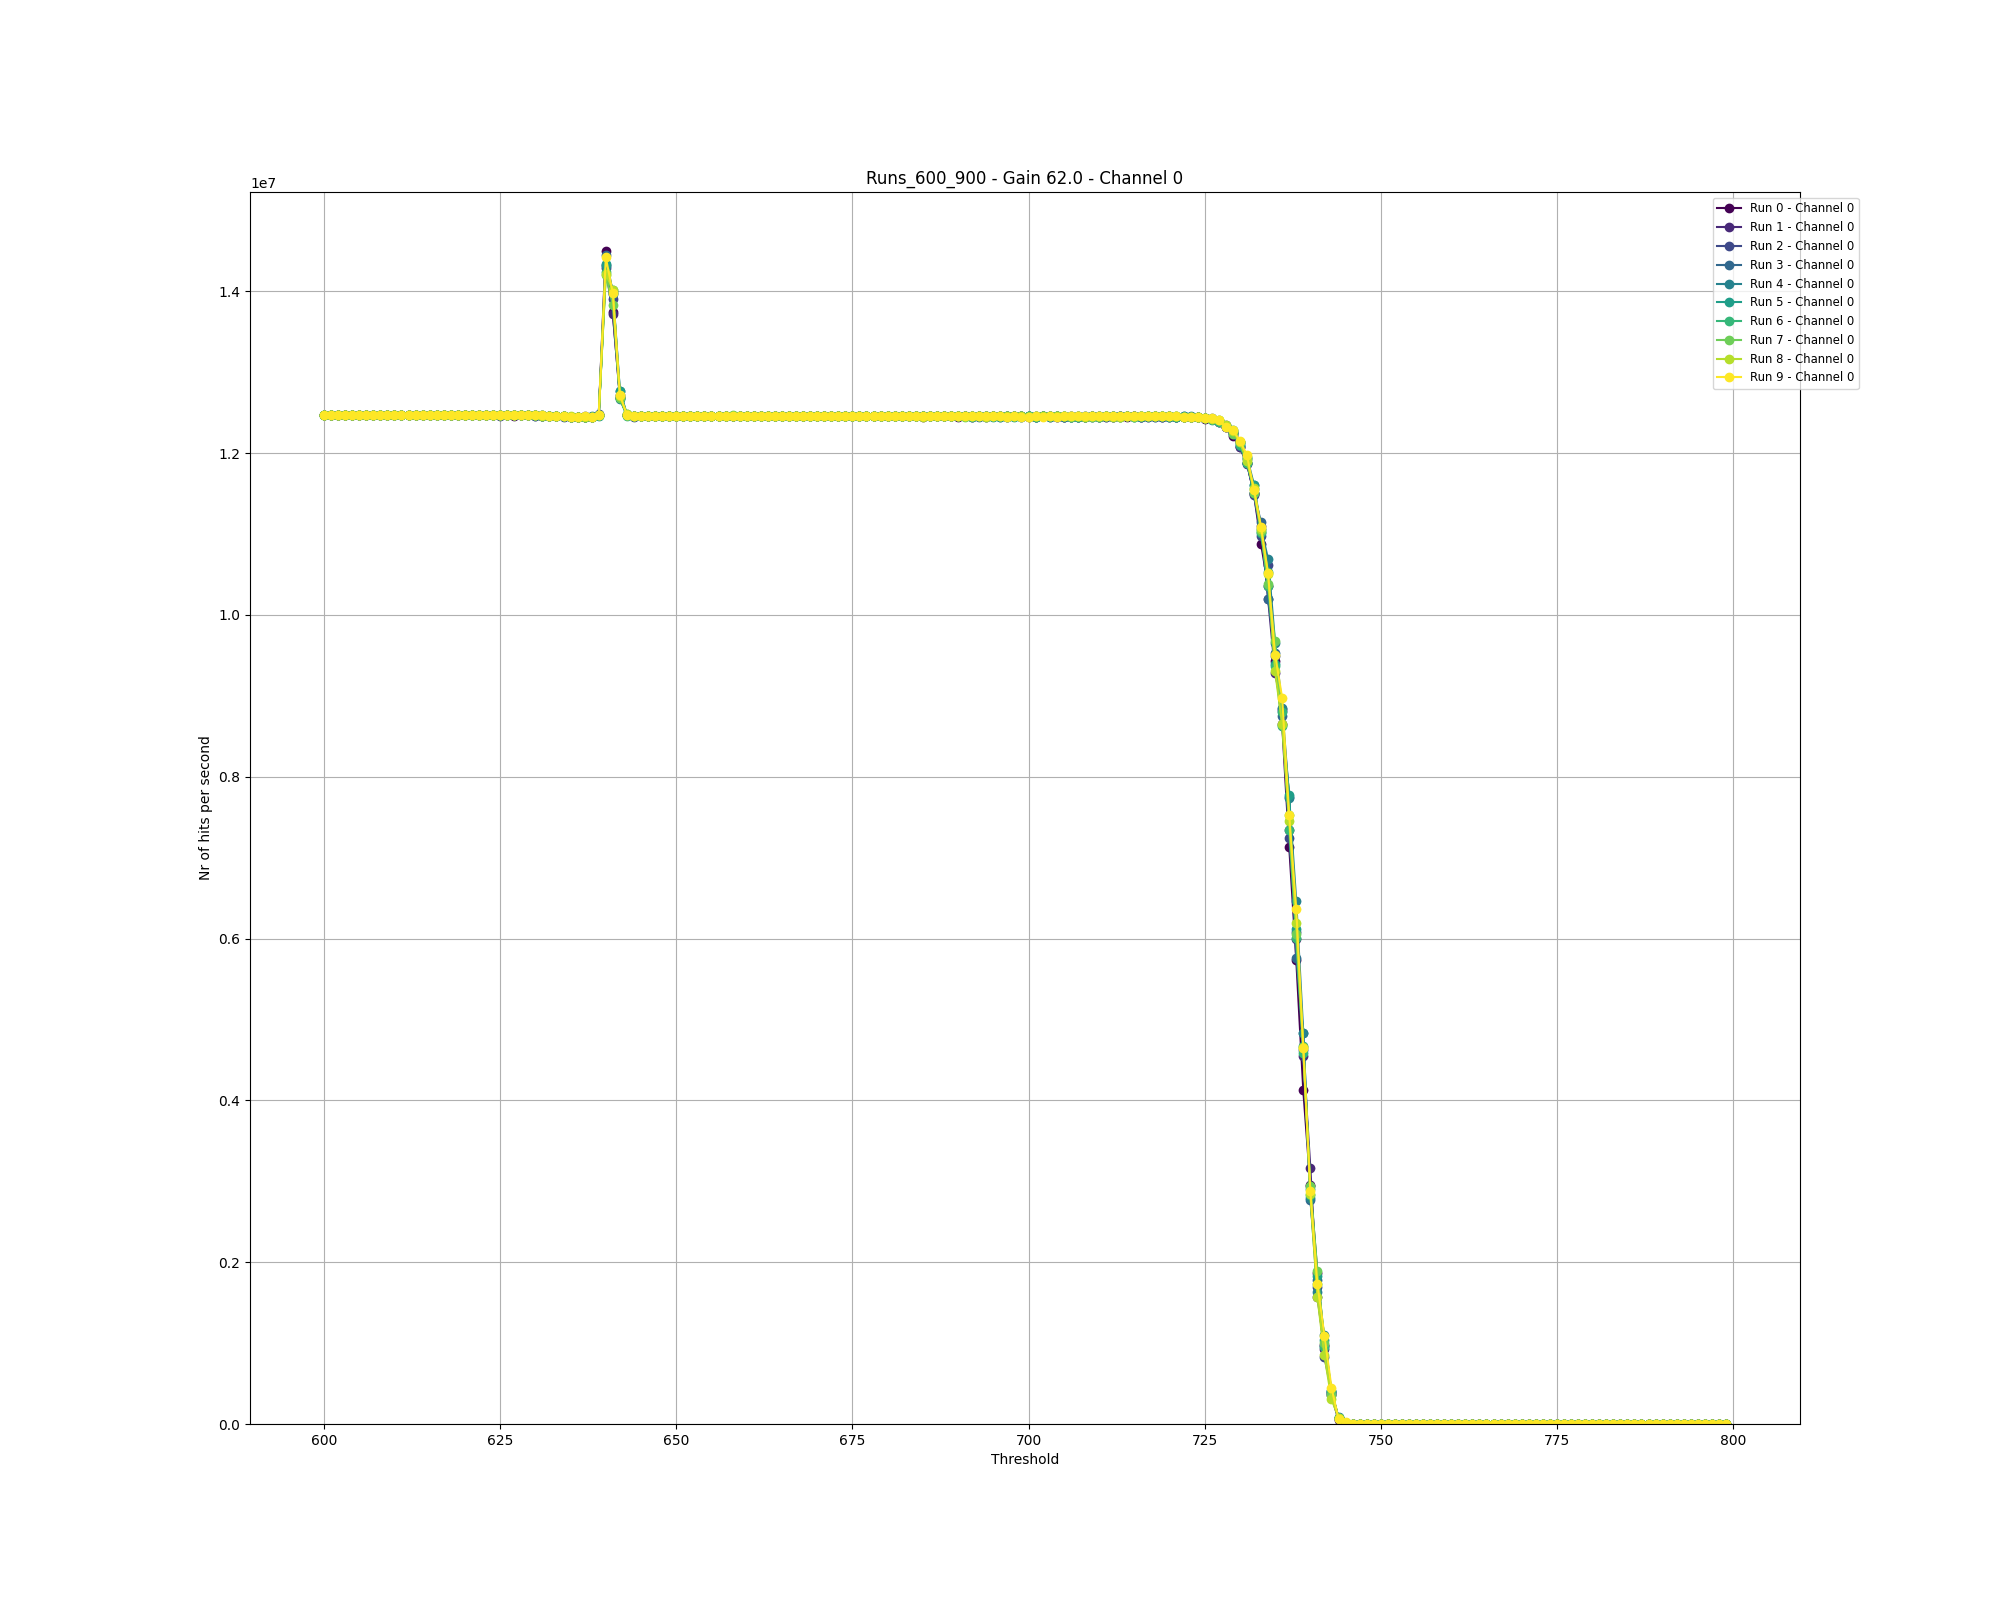 Runs_600_900 - Gain 62.0 - Channel 0
1e7
Run 0 - Channel 0
Run 1 - Channel 0
Run 2 - Channel 0
Run 3 - Channel 0
Run 4 - Channel 0
Run 5 - Channel 0
Run 6 - Channel 0
Run 7 - Channel 0
Run 8 - Channel 0
Run 9 - Channel 0
1.4
1.2
1.0
0.8
0.6
0.4
0.2
0.0
Nr of hits per second
600 625 650 675 700 725 750 775 800
Threshold